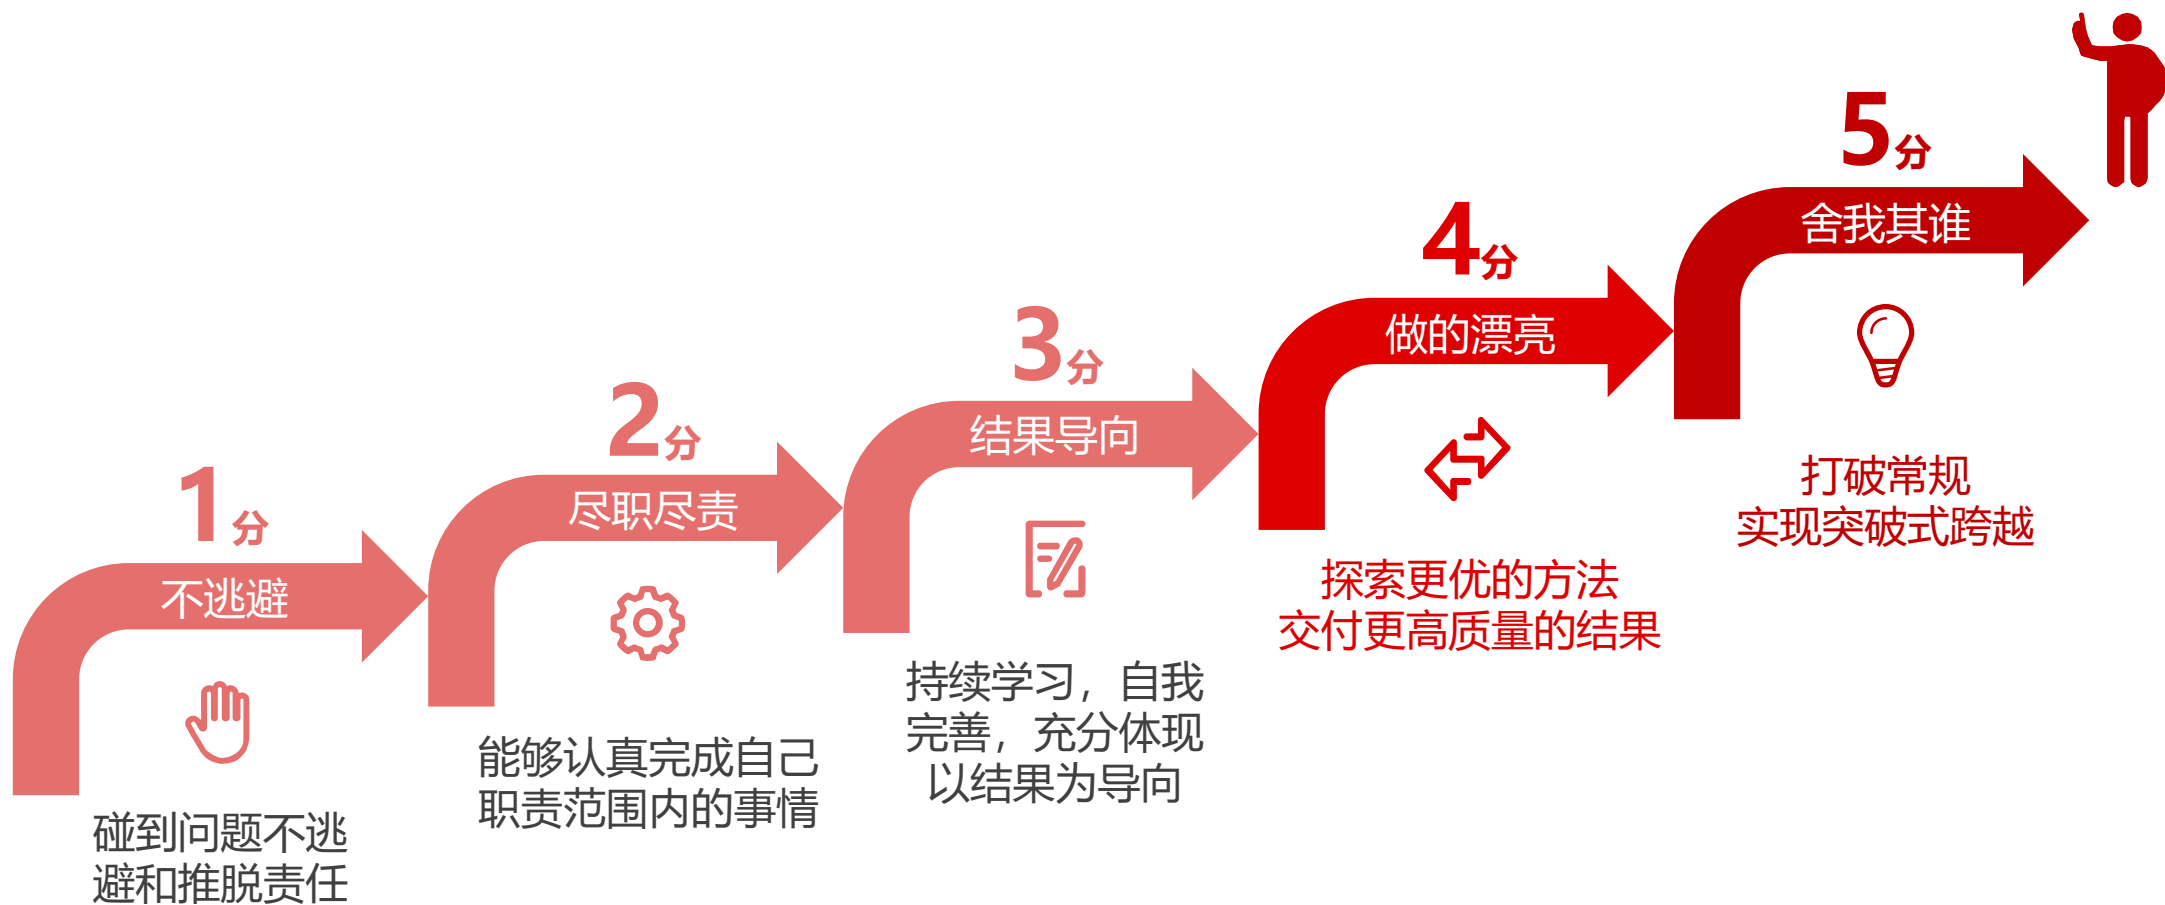 1分
不逃避
碰到问题不逃
避和推脱责任
2分
尽职尽责
能够认真完成自己
职责范围内的事情
3分
结果导向
持续学习，自我
完善，充分体现
以结果为导向
4分
做的漂亮
探索更优的方法
交付更高质量的结果
5分
舍我其谁
打破常规
实现突破式跨越